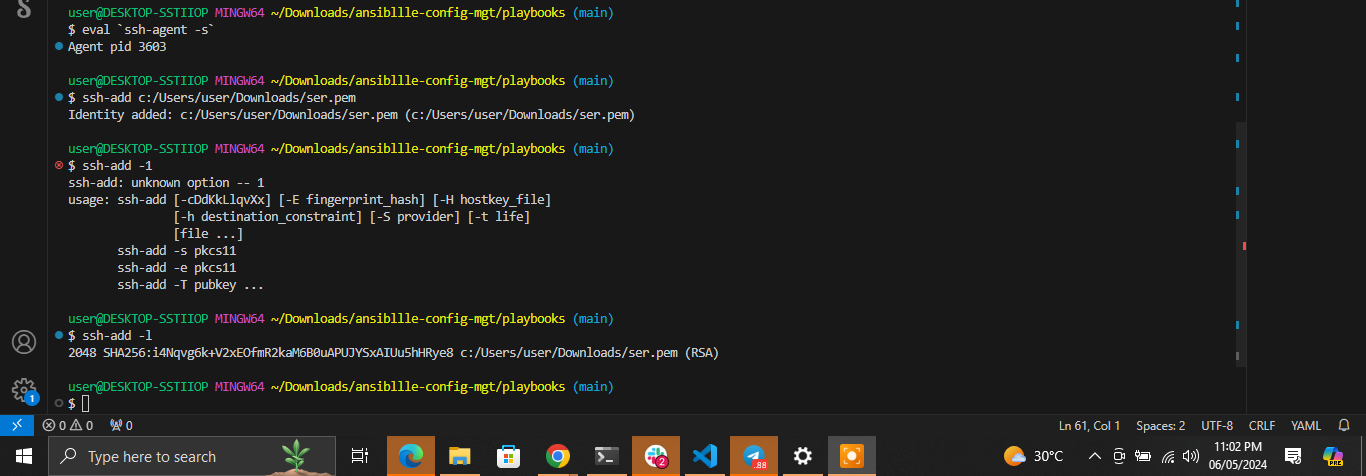 user@DESKTOP-SSTIIOP MINGW64 ~/Downloads/ansibllle-config-mgt/playbooks (main)
$ eval `ssh-agent -s`
Agent pid 3603
user@DESKTOP-SSTIIOP MINGW64 ~/Downloads/ansibllle-config-mgt/playbooks (main)
$ ssh-add c:/Users/user/Downloads/ser.pem
Identity added: c:/Users/user/Downloads/ser.pem (c:/Users/user/Downloads/ser.pem)
user@DESKTOP-SSTIIOP MINGW64 ~/Downloads/ansibllle-config-mgt/playbooks (main)
$ ssh-add -1
ssh-add: unknown option -- 1
usage: ssh-add [-cDdKkLlqvXx] [-E fingerprint_hash] [-H hostkey_file]
[-h destination_constraint] [-S provider] [-t life]
[file ...]
ssh-add -s pkcs11
ssh-add -e pkcs11
ssh-add -T pubkey ...
user@DESKTOP-SSTIIOP MINGW64 ~/Downloads/ansibllle-config-mgt/playbooks (main)
$ ssh-add -l
2048 SHA256:i4Nqvg6k+V2xEOfmR2kaM6B0uAPUJYSxAIUu5hHRye8 c:/Users/user/Downloads/ser.pem (RSA)
user@DESKTOP-SSTIIOP MINGW64 ~/Downloads/ansibllle-config-mgt/playbooks (main)
$
1
0 0 0 Ln 61, Col 1 Spaces: 2 UTF-8 CRLF YAML
Type here to search 2 88 30°C 11:02 PM PRE
06/05/2024